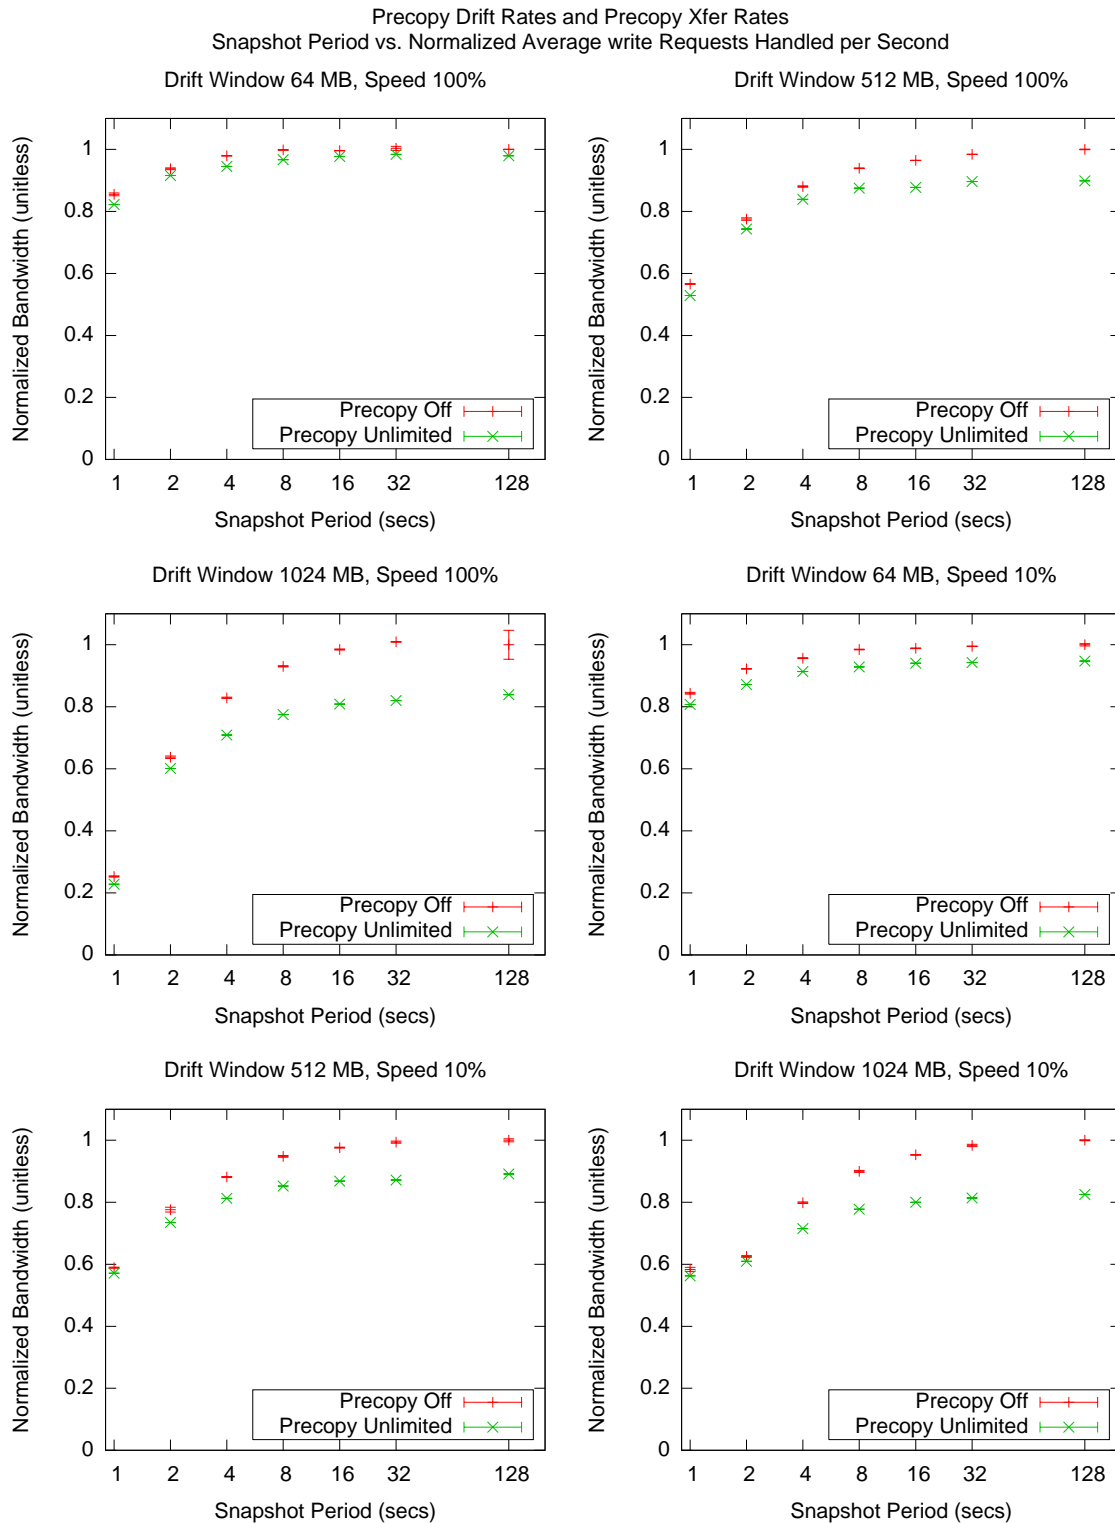 Precopy Drift Rates and Precopy Xfer Rates
Snapshot Period vs. Normalized Average write Requests Handled per Second
Drift Window 64 MB, Speed 100%
Normalized Bandwidth (unitless)
1
0.8
0.6
0.4
0.2
0
Precopy Off
Precopy Unlimited
1 2 4 8 16 32 128
Snapshot Period (secs)
Drift Window 512 MB, Speed 100%
Normalized Bandwidth (unitless)
1
0.8
0.6
0.4
0.2
0
Precopy Off
Precopy Unlimited
1 2 4 8 16 32 128
Snapshot Period (secs)
Drift Window 1024 MB, Speed 100%
Normalized Bandwidth (unitless)
1
0.8
0.6
0.4
0.2
0
Precopy Off
Precopy Unlimited
1 2 4 8 16 32 128
Snapshot Period (secs)
Drift Window 64 MB, Speed 10%
Normalized Bandwidth (unitless)
1
0.8
0.6
0.4
0.2
0
Precopy Off
Precopy Unlimited
1 2 4 8 16 32 128
Snapshot Period (secs)
Drift Window 512 MB, Speed 10%
Normalized Bandwidth (unitless)
1
0.8
0.6
0.4
0.2
0
Precopy Off
Precopy Unlimited
1 2 4 8 16 32 128
Snapshot Period (secs)
Drift Window 1024 MB, Speed 10%
Normalized Bandwidth (unitless)
1
0.8
0.6
0.4
0.2
0
Precopy Off
Precopy Unlimited
1 2 4 8 16 32 128
Snapshot Period (secs)